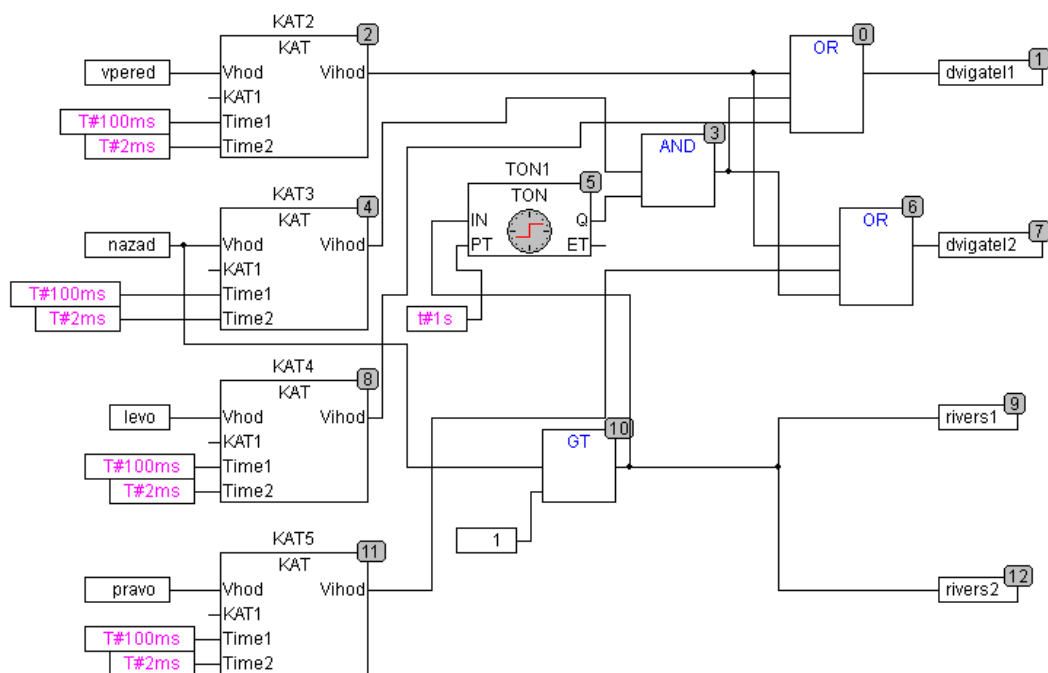 KAT2
2
KAT
vpered
Vhod
Vihod
KAT1
T#100ms
Time1
T#2ms
Time2
OR
0
dvigatel1
1
AND
3
TON1
5
TON
IN
Q
PT
ET
t#1s
KAT3
4
KAT
nazad
Vhod
Vihod
KAT1
T#100ms
Time1
T#2ms
Time2
OR
6
dvigatel2
7
KAT4
8
KAT
levo
Vhod
Vihod
KAT1
T#100ms
Time1
T#2ms
Time2
GT
10
1
rivers1
9
KAT5
11
KAT
pravo
Vhod
Vihod
KAT1
T#100ms
Time1
T#2ms
Time2
rivers2
12